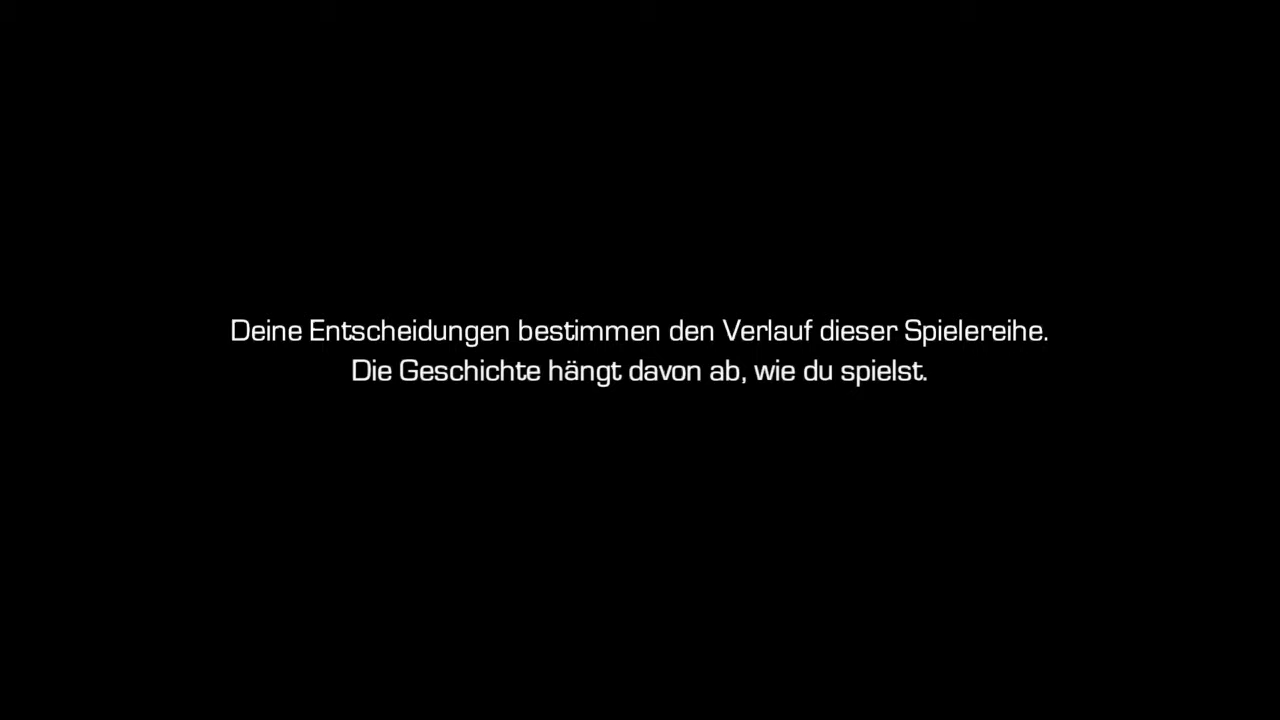 Deine Entscheidungen bestimmen den Verlauf dieser Spielereihe.
Die Geschichte hängt davon ab, wie du spielst.